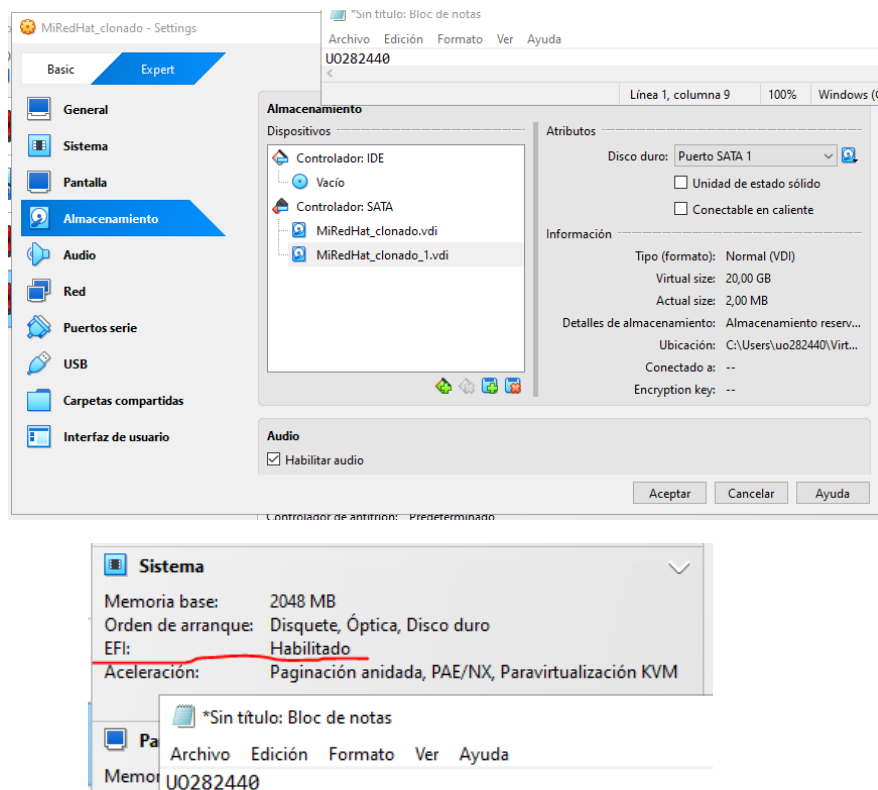 MiRedHat_clonado - Settings
*Sin título: Bloc de notas
Archivo Edición Formato Ver Ayuda
UO282440
Línea 1, columna 9 100% Windows (
Basic Expert
General
Sistema
Pantalla
Almacenamiento
Audio
Red
Puertos serie
USB
Carpetas compartidas
Interfaz de usuario
Almacenamiento
Dispositivos
Controlador: IDE
Vacío
Controlador: SATA
MiRedHat_clonado.vdi
MiRedHat_clonado_1.vdi
Atributos
Disco duro: Puerto SATA 1
Unidad de estado sólido
Conectable en caliente
Información
Tipo (formato): Normal (VDI)
Virtual size: 20,00 GB
Actual size: 2,00 MB
Detalles de almacenamiento: Almacenamiento reserv...
Ubicación: C:\Users\uo282440\Virt...
Conectado a: --
Encryption key: --
Audio
Habilitar audio
Aceptar Cancelar Ayuda
Controlador de anfitrión: Predeterminado
Sistema
Memoria base: 2048 MB
Orden de arranque: Disquete, Óptica, Disco duro
EFI: Habilitado
Aceleración: Paginación anidada, PAE/NX, Paravirtualización KVM
*Sin título: Bloc de notas
Pa
Archivo Edición Formato Ver Ayuda
Memor
UO282440